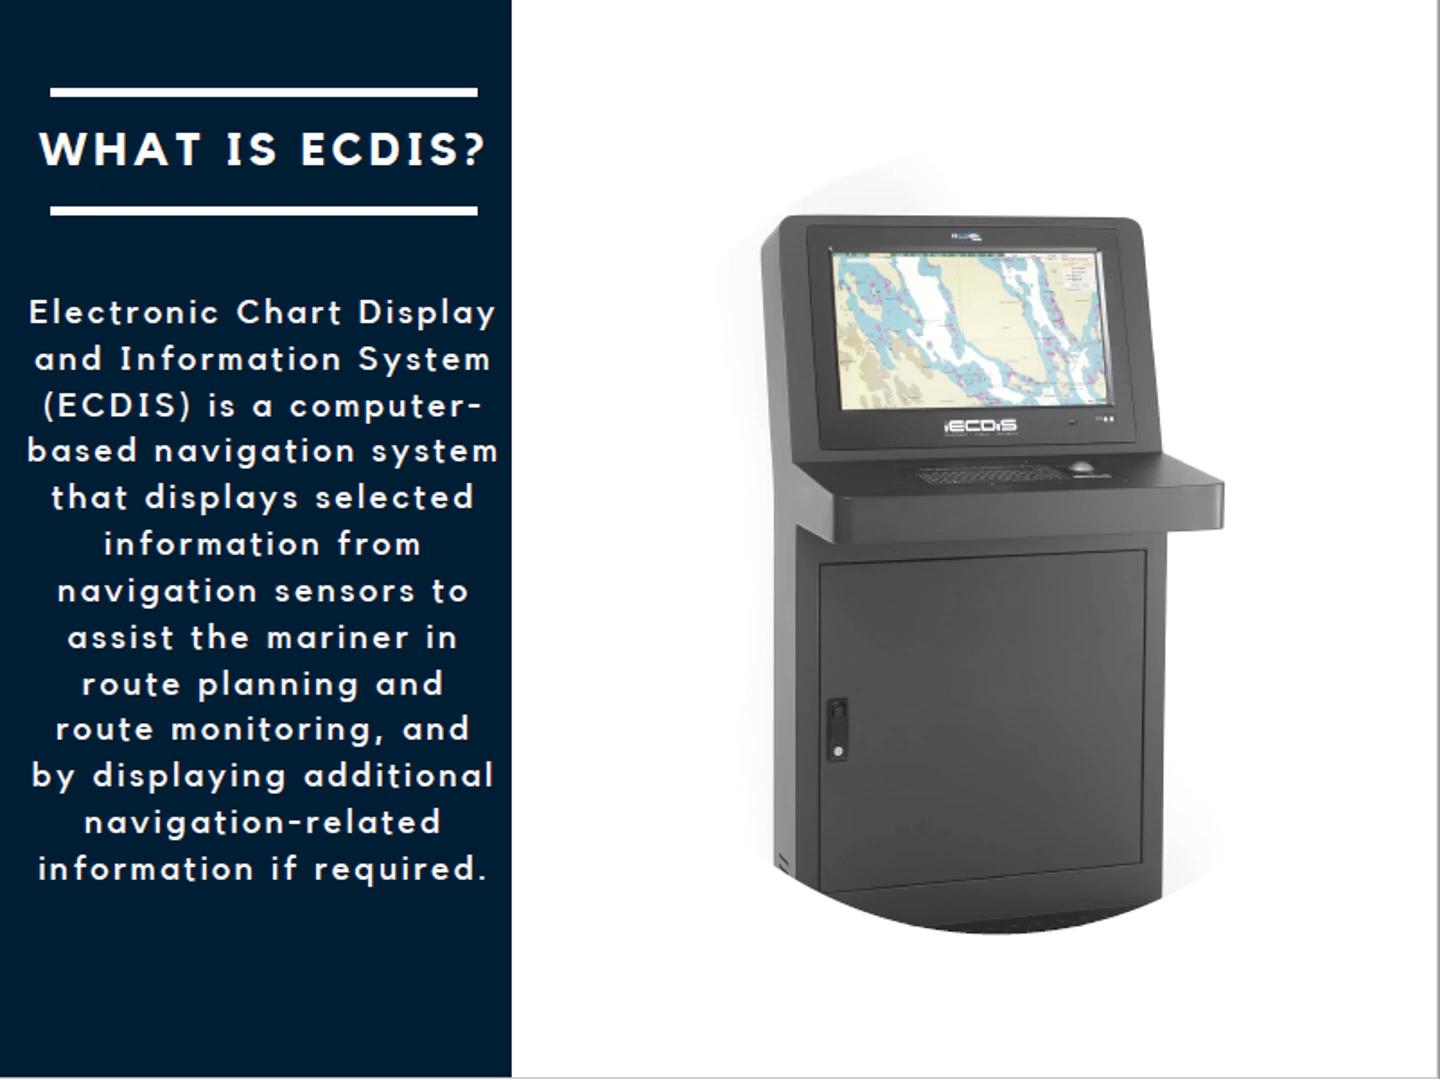 WHAT IS ECDIS?
Electronic Chart Display
and Information System
(ECDIS) is a computer-
based navigation system
that displays selected
information from
navigation sensors to
assist the mariner in
route planning and
route monitoring, and
by displaying additional
navigation-related
information if required.
iECDiS